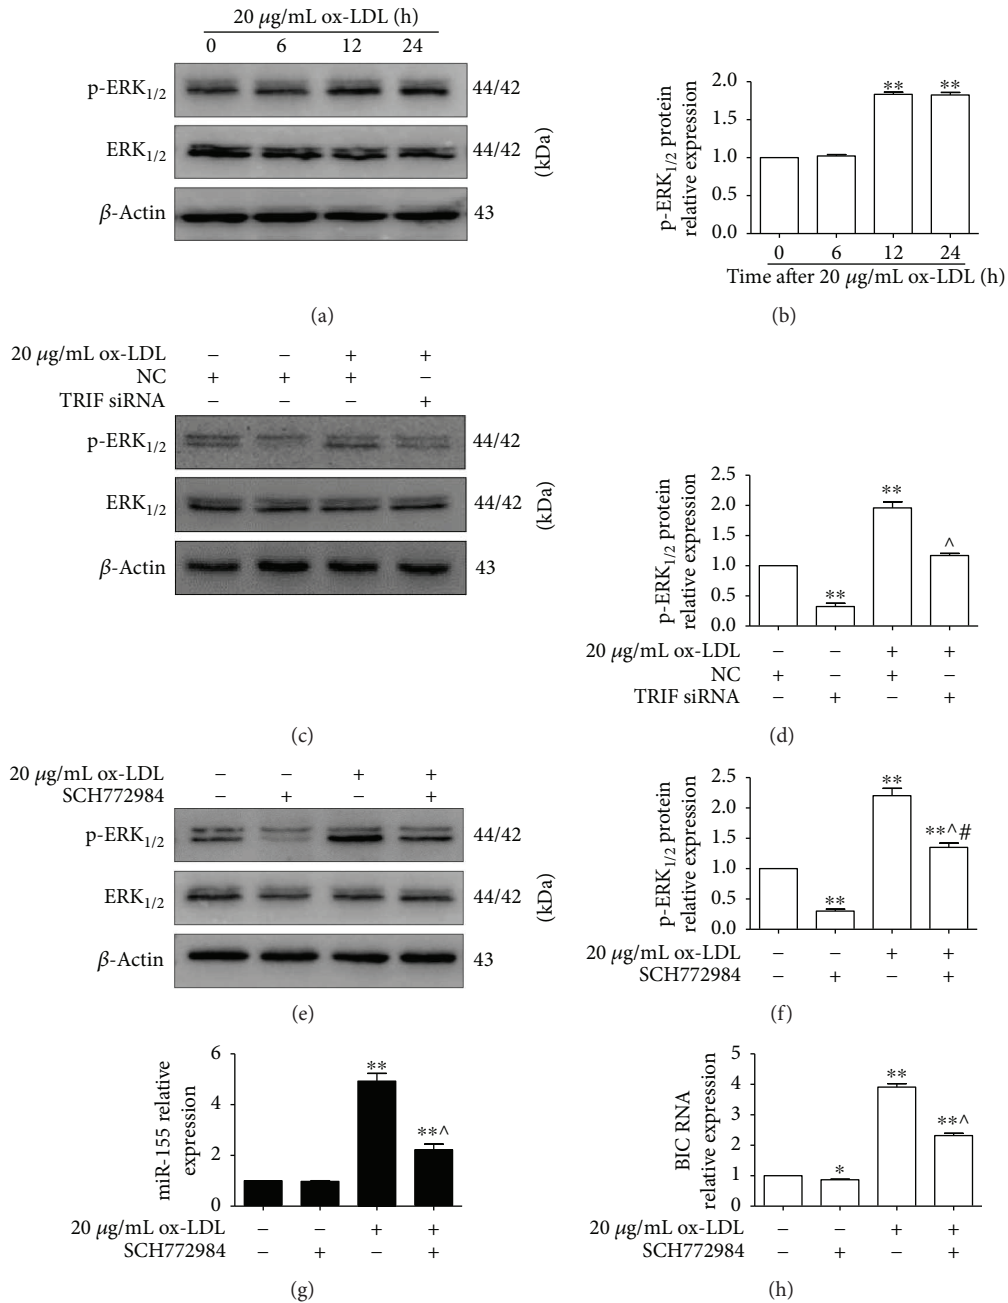 20 μg/mL ox-LDL (h)
0 6 12 24
p-ERK1/2 44/42
ERK1/2 44/42
β-Actin 43
(kDa)
(a)
p-ERK1/2 protein
relative expression
2.0
1.5
1.0
0.5
0.0
** **
0 6 12 24
Time after 20 μg/mL ox-LDL (h)
(b)
20 μg/mL ox-LDL − − + +
NC + + + −
TRIF siRNA − − − +
p-ERK1/2 44/42
ERK1/2 44/42
β-Actin 43
(kDa)
(c)
p-ERK1/2 protein
relative expression
2.5
2.0
1.5
1.0
0.5
0.0
** ** ^
20 μg/mL ox-LDL − − + +
NC + − + −
TRIF siRNA − + − +
(d)
20 μg/mL ox-LDL − − + +
SCH772984 − + − +
p-ERK1/2 44/42
ERK1/2 44/42
β-Actin 43
(kDa)
(e)
p-ERK1/2 protein
relative expression
2.5
2.0
1.5
1.0
0.5
0.0
** ** **^#
20 μg/mL ox-LDL − − + +
SCH772984 − + − +
(f)
miR-155 relative
expression
6
4
2
0
** **^
20 μg/mL ox-LDL − − + +
SCH772984 − + − +
(g)
BIC RNA
relative expression
5
4
3
2
1
0
* ** **^
20 μg/mL ox-LDL − − + +
SCH772984 − + − +
(h)